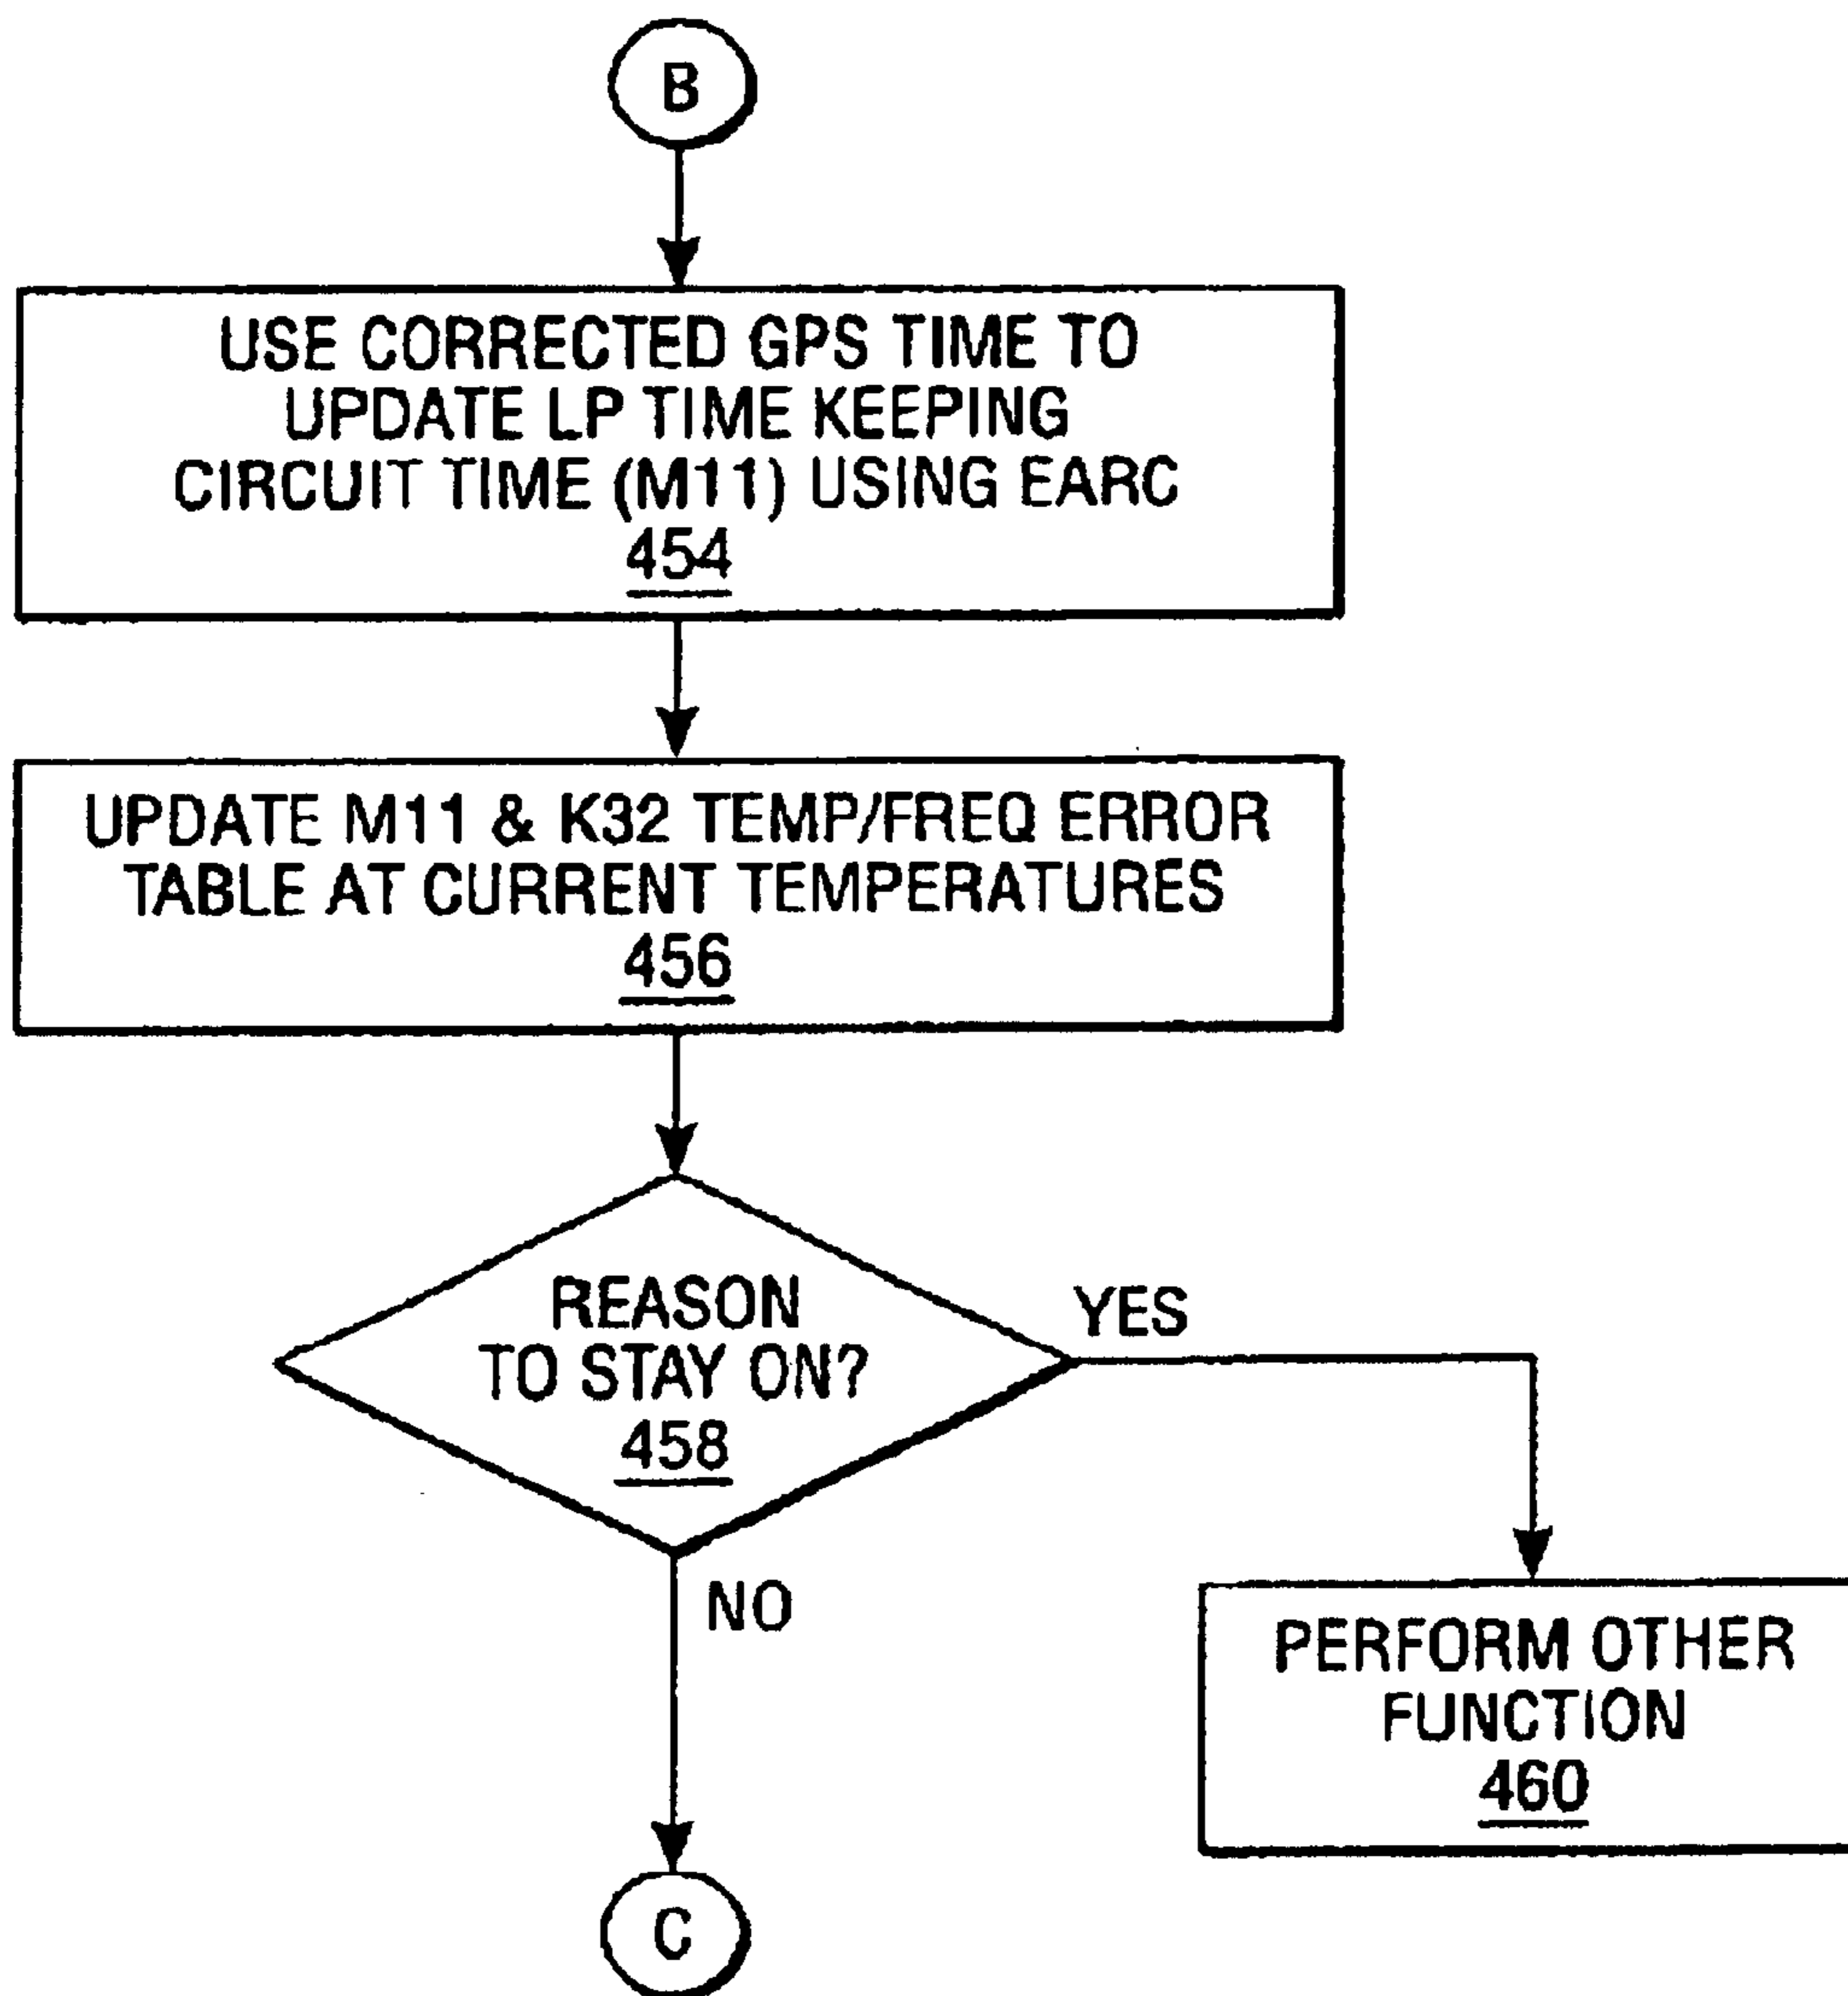 B
USE CORRECTED GPS TIME TO
UPDATE LP TIME KEEPING
CIRCUIT TIME (M11) USING EARC
454
UPDATE M11 & K32 TEMP/FREQ ERROR
TABLE AT CURRENT TEMPERATURES
456
REASON
TO STAY ON?
458
YES
NO
PERFORM OTHER
FUNCTION
460
C